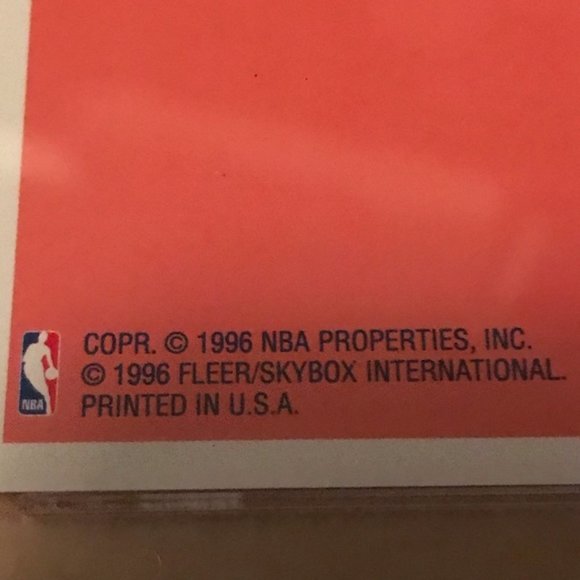 COPR. © 1996 NBA PROPERTIES, INC.
© 1996 FLEER/SKYBOX INTERNATIONAL.
PRINTED IN U.S.A.
NBA